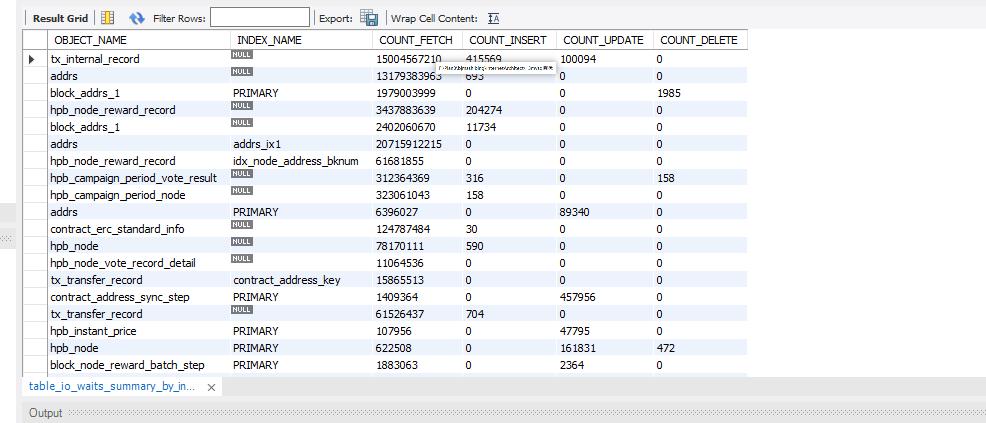 Result Grid Filter Rows: Export: Wrap Cell Content:
OBJECT_NAME INDEX_NAME COUNT_FETCH COUNT_INSERT COUNT_UPDATE COUNT_DELETE
tx_internal_record NULL 15004567210 415569 100094 0
addrs NULL 13179383963 693 0 0
block_addrs_1 PRIMARY 1979003999 0 0 1985
hpb_node_reward_record NULL 3437883639 204274 0 0
block_addrs_1 NULL 2402060670 11734 0 0
addrs addrs_ix1 20715912215 0 0 0
hpb_node_reward_record idx_node_address_bknum 61681855 0 0 0
hpb_campaign_period_vote_result NULL 312364369 316 0 158
hpb_campaign_period_node NULL 323061043 158 0 0
addrs PRIMARY 6396027 0 89340 0
contract_erc_standard_info NULL 124787484 30 0 0
hpb_node NULL 78170111 590 0 0
hpb_node_vote_record_detail NULL 11064536 0 0 0
tx_transfer_record contract_address_key 15865513 0 0 0
contract_address_sync_step PRIMARY 1409364 0 457956 0
tx_transfer_record NULL 61526437 704 0 0
hpb_instant_price PRIMARY 107956 0 47795 0
hpb_node PRIMARY 622508 0 161831 472
block_node_reward_batch_step PRIMARY 1883063 0 2364 0
table_io_waits_summary_by_in...
Output